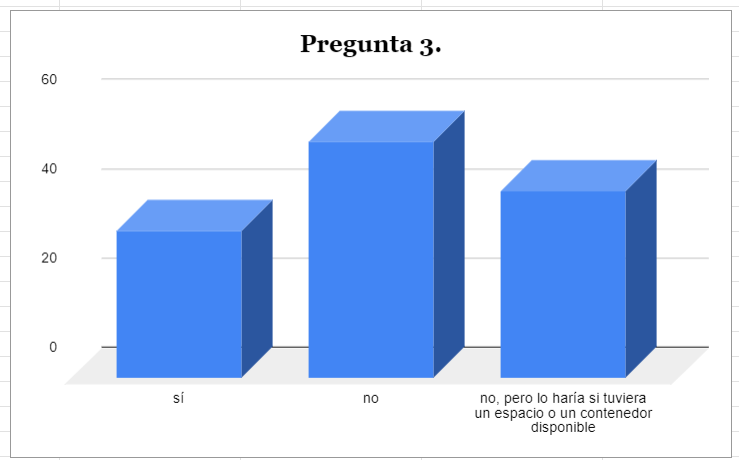 Pregunta 3.
60
40
20
0
sí
no
no, pero lo haría si tuviera
un espacio o un contenedor
disponible